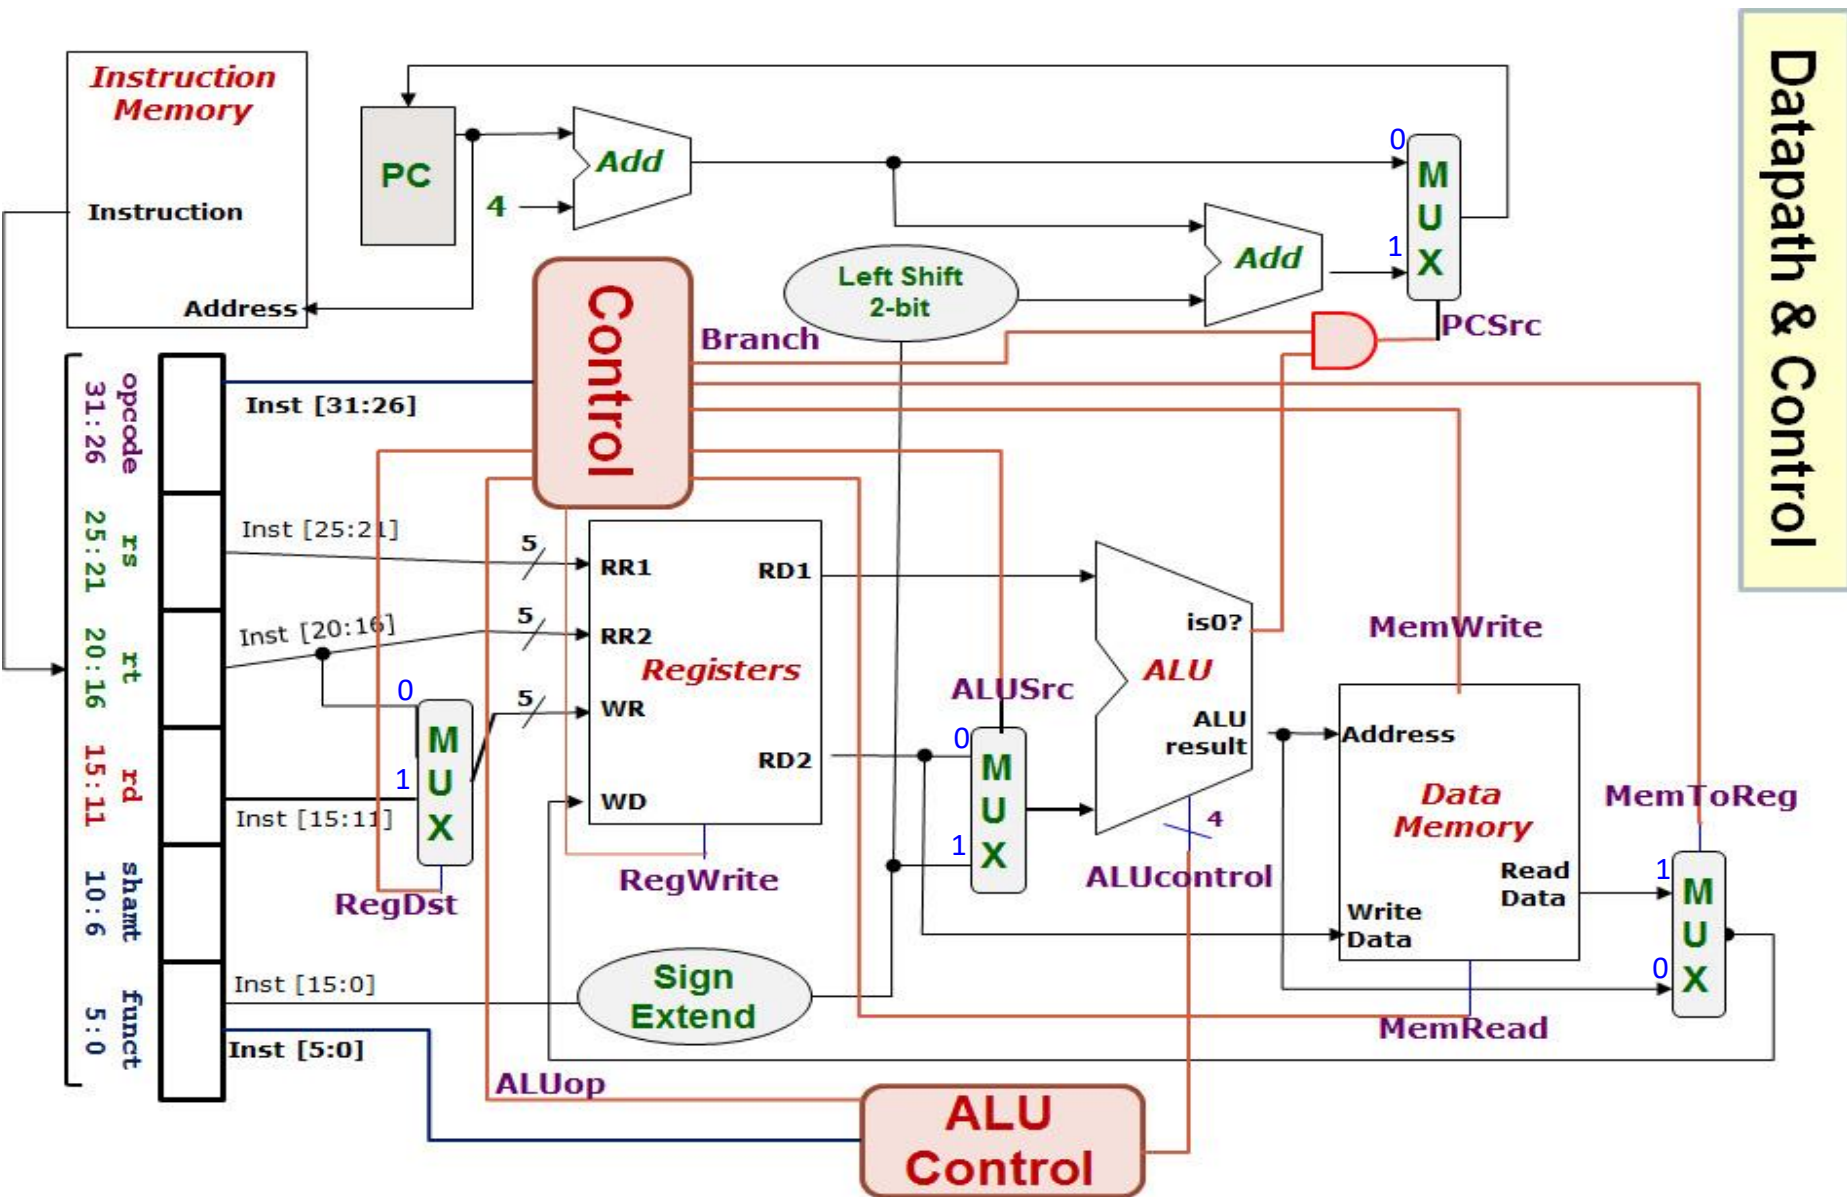 Datapath & Control
Instruction
Memory
Instruction
Address
PC
4
Add
Add
0
M
U
X
1
PCSrc
Left Shift
2-bit
Control
Branch
opcode
31:26
rs
25:21
rt
20:16
rd
15:11
shamt
10:6
funct
5:0
Inst [31:26]
Inst [25:21]
Inst [20:16]
Inst [15:11]
Inst [15:0]
Inst [5:0]
5
5
5
0
M
U
X
1
RegDst
RR1
RR2
WR
WD
Registers
RD1
RD2
RegWrite
ALUSrc
0
M
U
X
1
is0?
ALU
ALU
result
4
ALUcontrol
MemWrite
Address
Data
Memory
Read
Data
Write
Data
MemRead
MemToReg
1
M
U
X
0
Sign
Extend
ALUop
ALU
Control